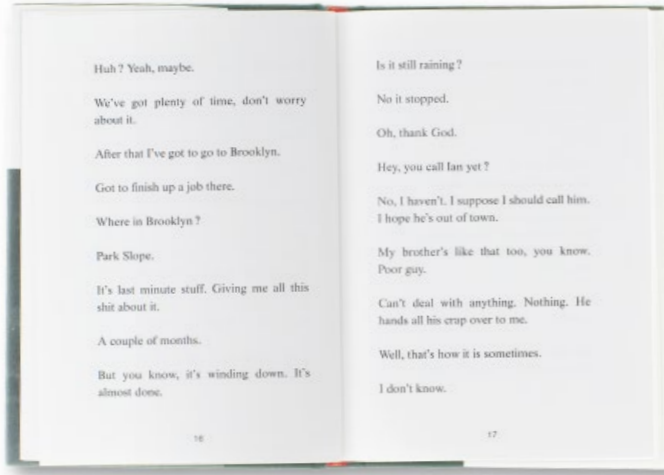 Huh ? Yeah, maybe.
We've got plenty of time, don't worry
about it.
After that I've got to go to Brooklyn.
Got to finish up a job there.
Where in Brooklyn ?
Park Slope.
It's last minute stuff. Giving me all this
shit about it.
A couple of months.
But you know, it's winding down. It's
almost done.
16
Is it still raining ?
No it stopped.
Oh, thank God.
Hey, you call Ian yet ?
No, I haven't. I suppose I should call him.
I hope he's out of town.
My brother's like that too, you know.
Poor guy.
Can't deal with anything. Nothing. He
hands all his crap over to me.
Well, that's how it is sometimes.
I don't know.
17